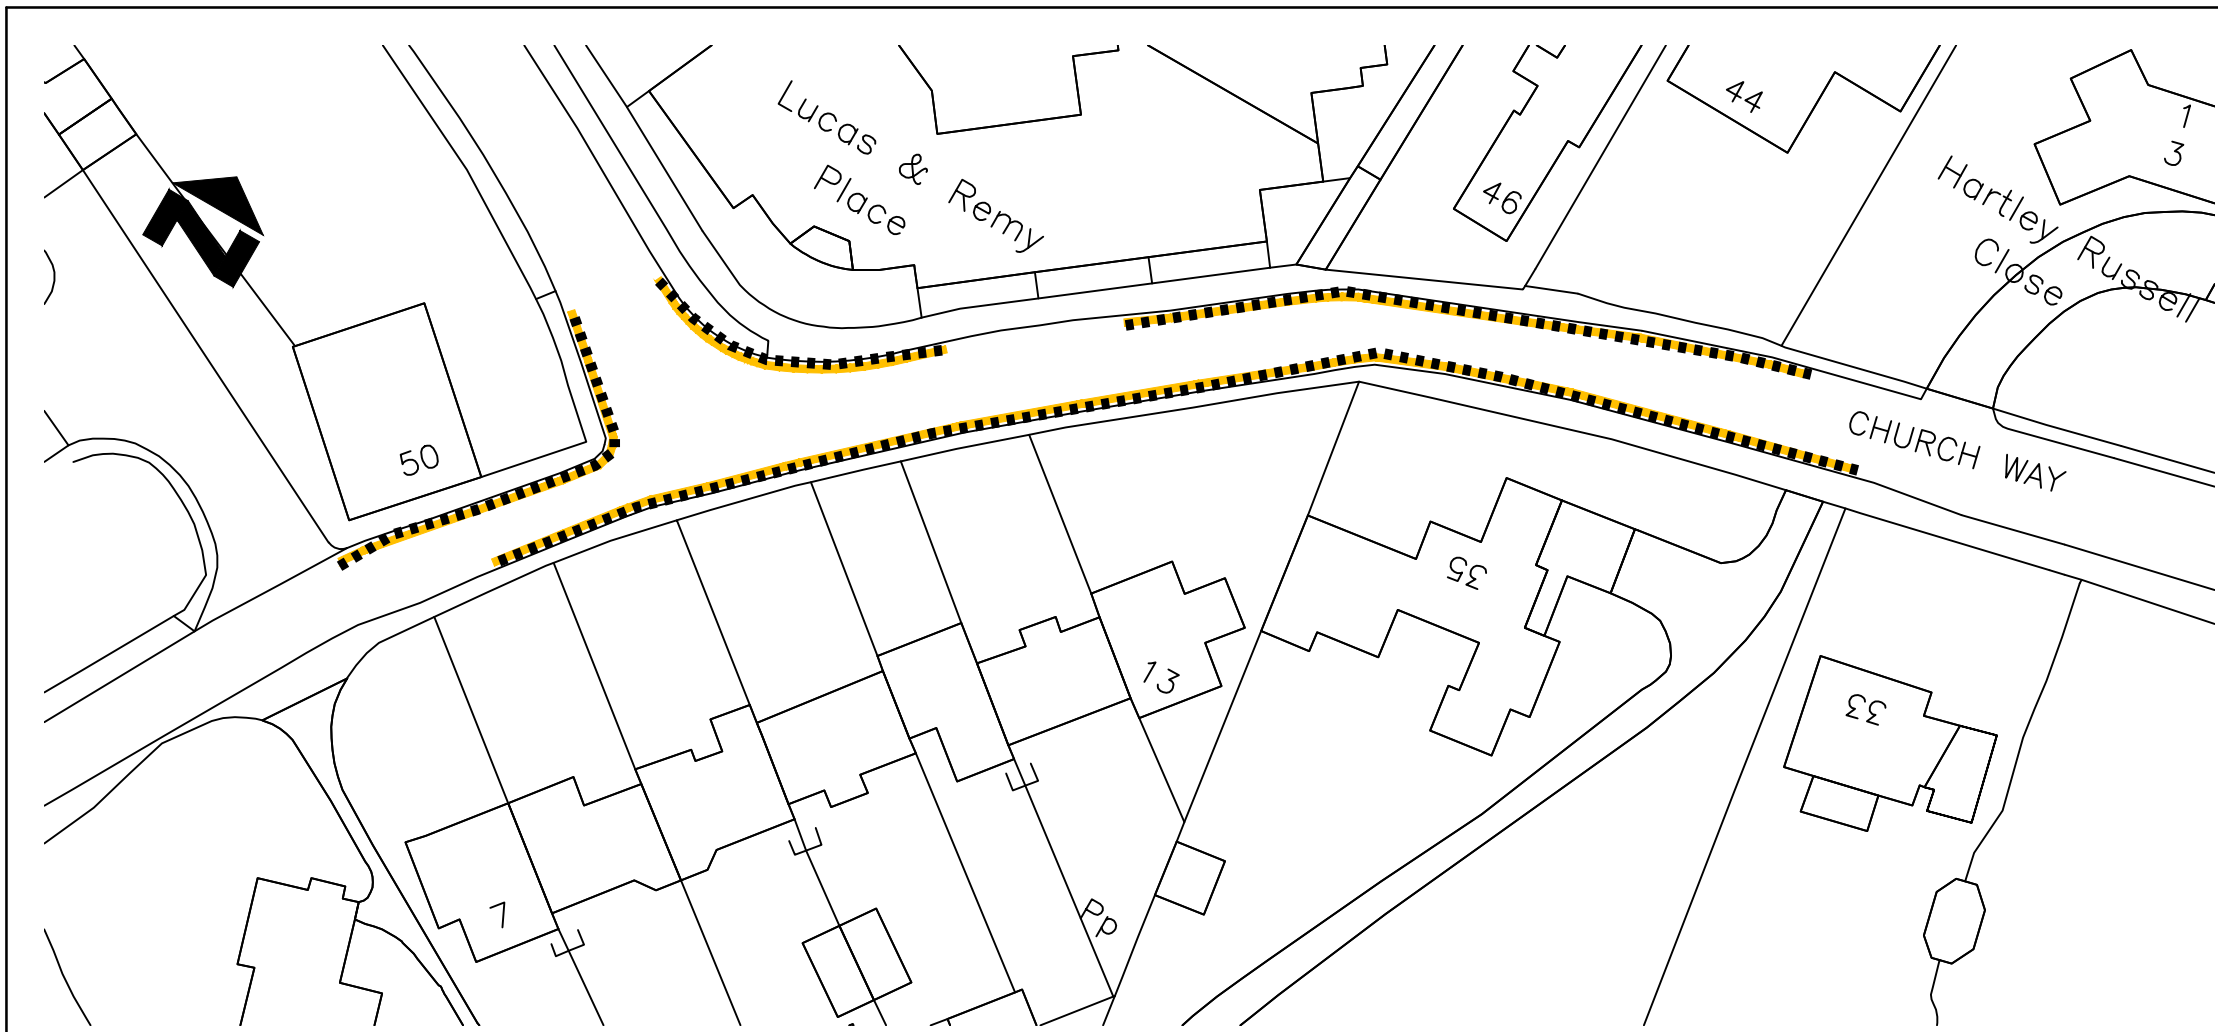 Lucas & Remy
Place
44
46
1
3
Hartley Russell
Close
N
50
CHURCH WAY
35
13
33
7
Pp